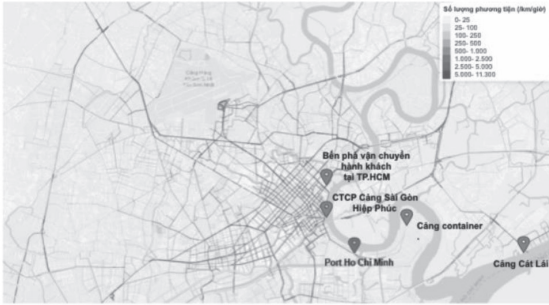 Số lượng phương tiện (/km/giờ)
0- 25
25- 100
100- 250
250- 500
500- 1.000
1.000- 2.500
2.500- 5.000
5.000- 11.300
Bến phà vận chuyển
hành khách
tại TP.HCM
CTCP Cảng Sài Gòn
Hiệp Phúc
Cảng container
Port Ho Chi Minh
Cảng Cát Lái